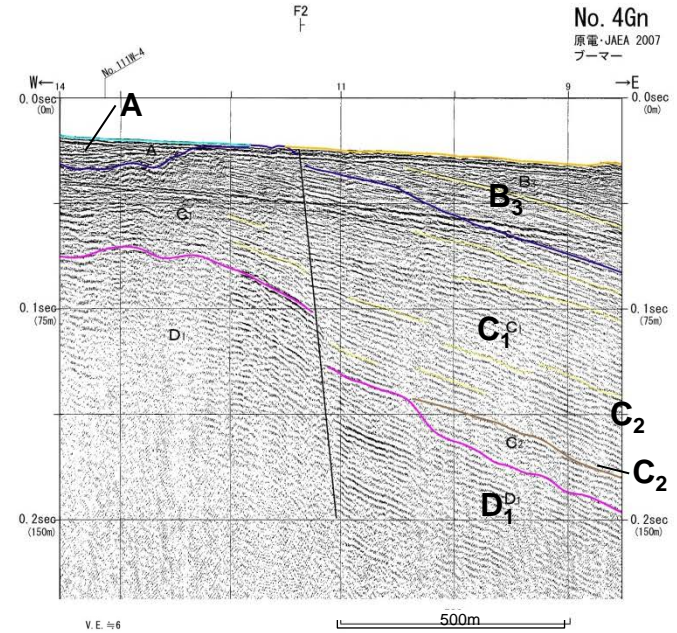 F2
No. 4Gn
原電・JAEA 2007
ブーマー
No.111W-4
W←
→E
14
11
9
0.0sec
(0m)
0.0sec
(0m)
A
A
B3
B₃
C₁
0.1sec
(75m)
0.1sec
(75m)
C₁
C₁
D₁
C₂
C₂
C₂
D₁
D₁
0.2sec
(150m)
0.2sec
(150m)
V.E.≒6
500m